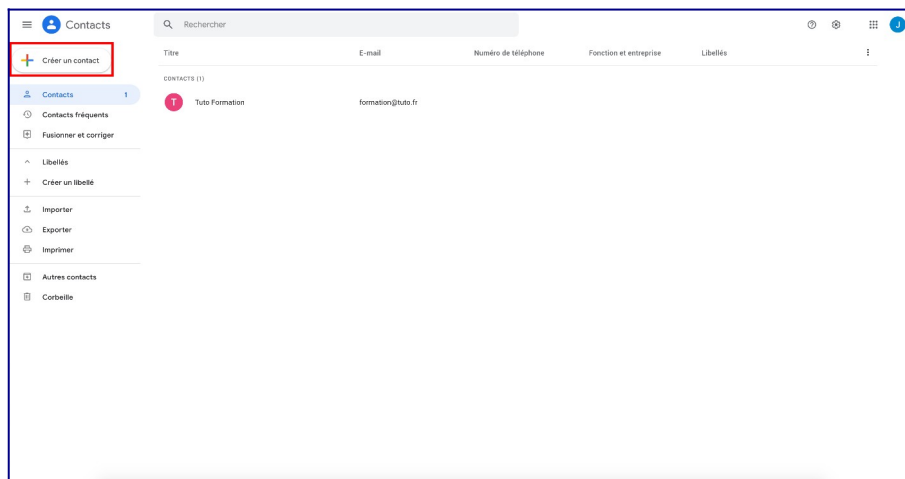 Contacts
Rechercher
J
Créer un contact
Titre E-mail Numéro de téléphone Fonction et entreprise Libellés
CONTACTS (1)
T Tuto Formation formation@tuto.fr
Contacts 1
Contacts fréquents
Fusionner et corriger
Libellés
Créer un libellé
Importer
Exporter
Imprimer
Autres contacts
Corbeille